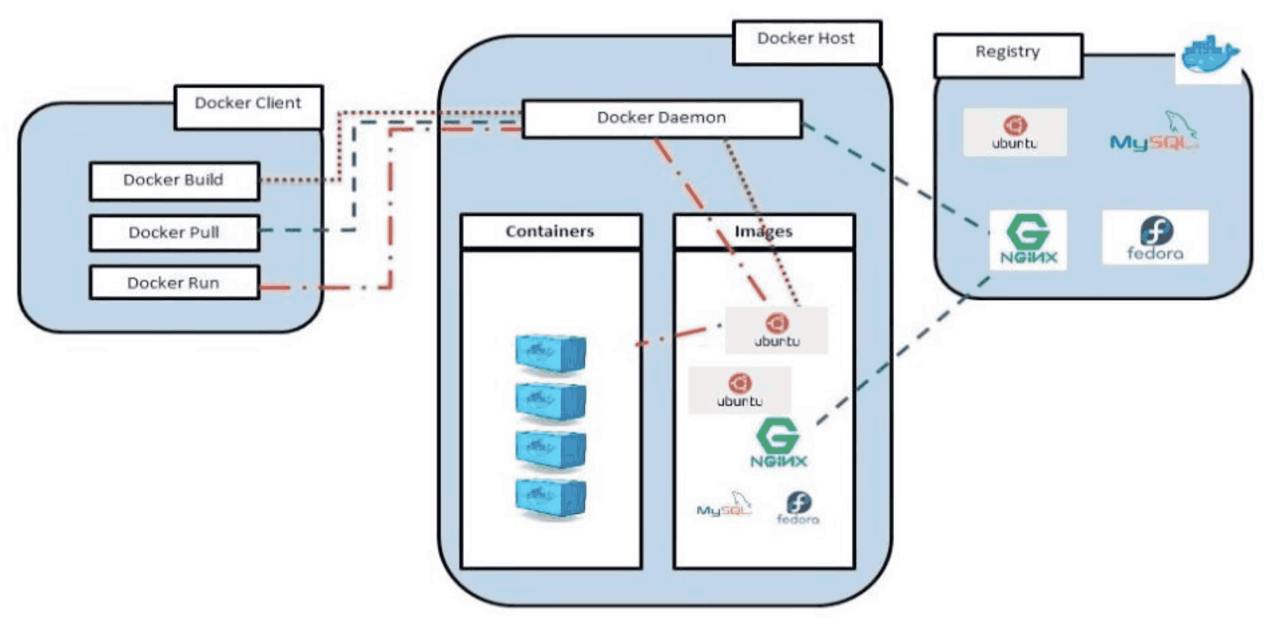 Docker Host
Registry
Docker Client
Docker Daemon
Docker Build
Docker Pull
Docker Run
Containers
Images
ubuntu
MySQL
NGINX
fedora
ubuntu
ubuntu
NGINX
MySQL
fedora